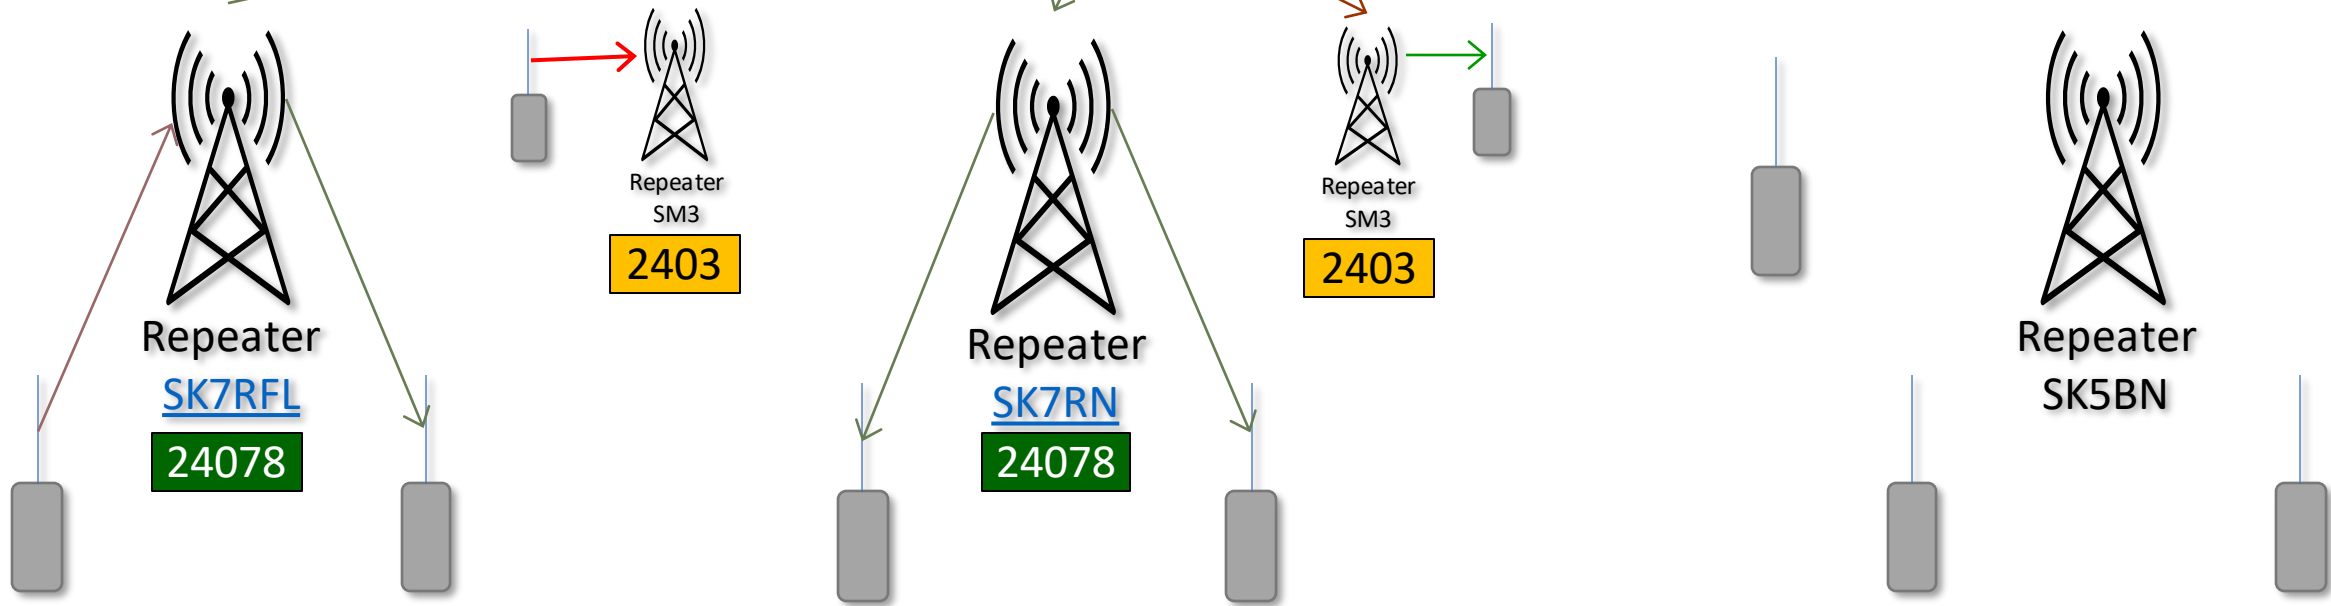 Repeater
SK7RFL
24078
Repeater
SM3
2403
Repeater
SK7RN
24078
Repeater
SM3
2403
Repeater
SK5BN